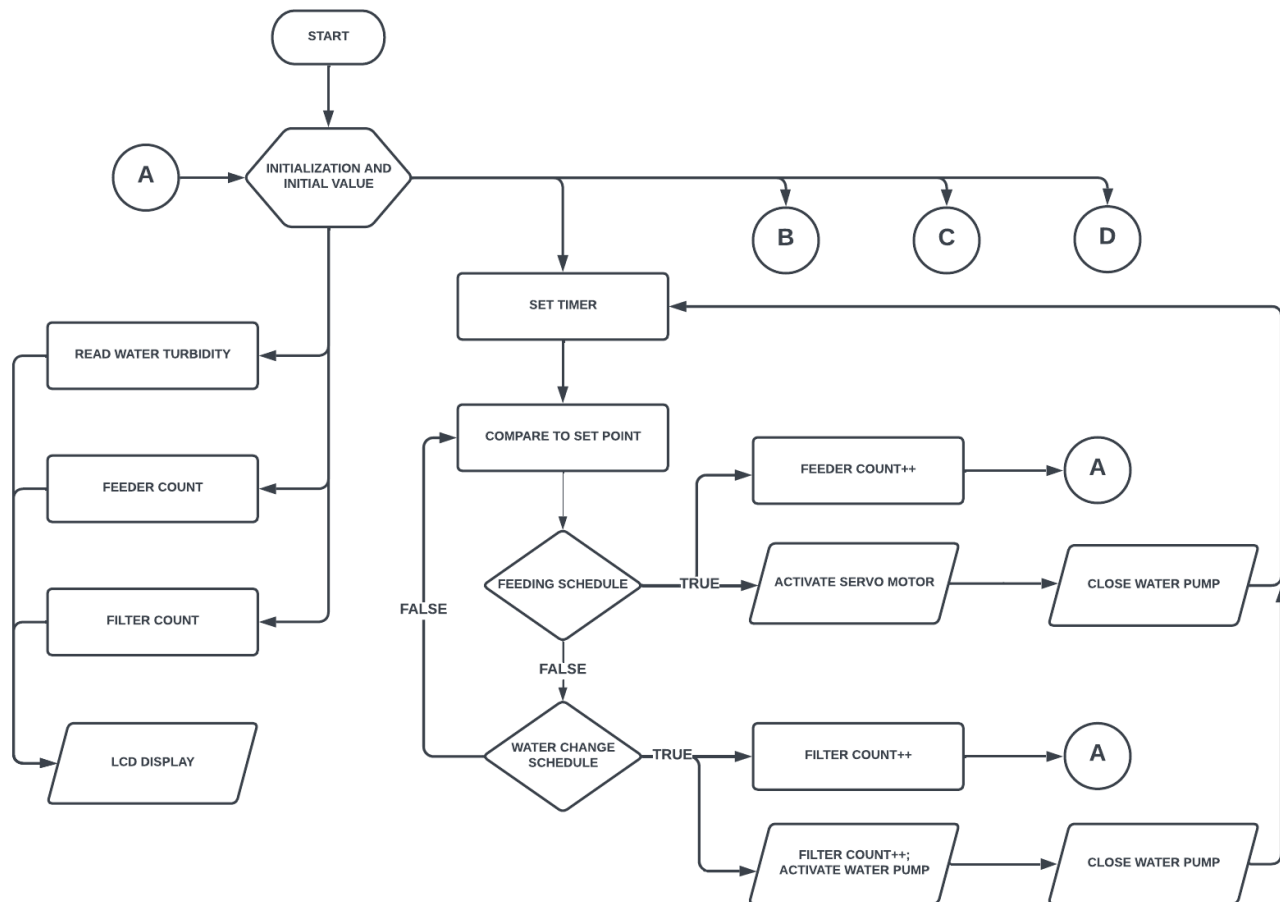 START
A
INITIALIZATION AND
INITIAL VALUE
B
C
D
SET TIMER
READ WATER TURBIDITY
COMPARE TO SET POINT
FEEDER COUNT++
A
FEEDER COUNT
FEEDING SCHEDULE
TRUE
ACTIVATE SERVO MOTOR
CLOSE WATER PUMP
FALSE
FILTER COUNT
FALSE
WATER CHANGE
SCHEDULE
TRUE
FILTER COUNT++
A
LCD DISPLAY
FILTER COUNT++;
ACTIVATE WATER PUMP
CLOSE WATER PUMP